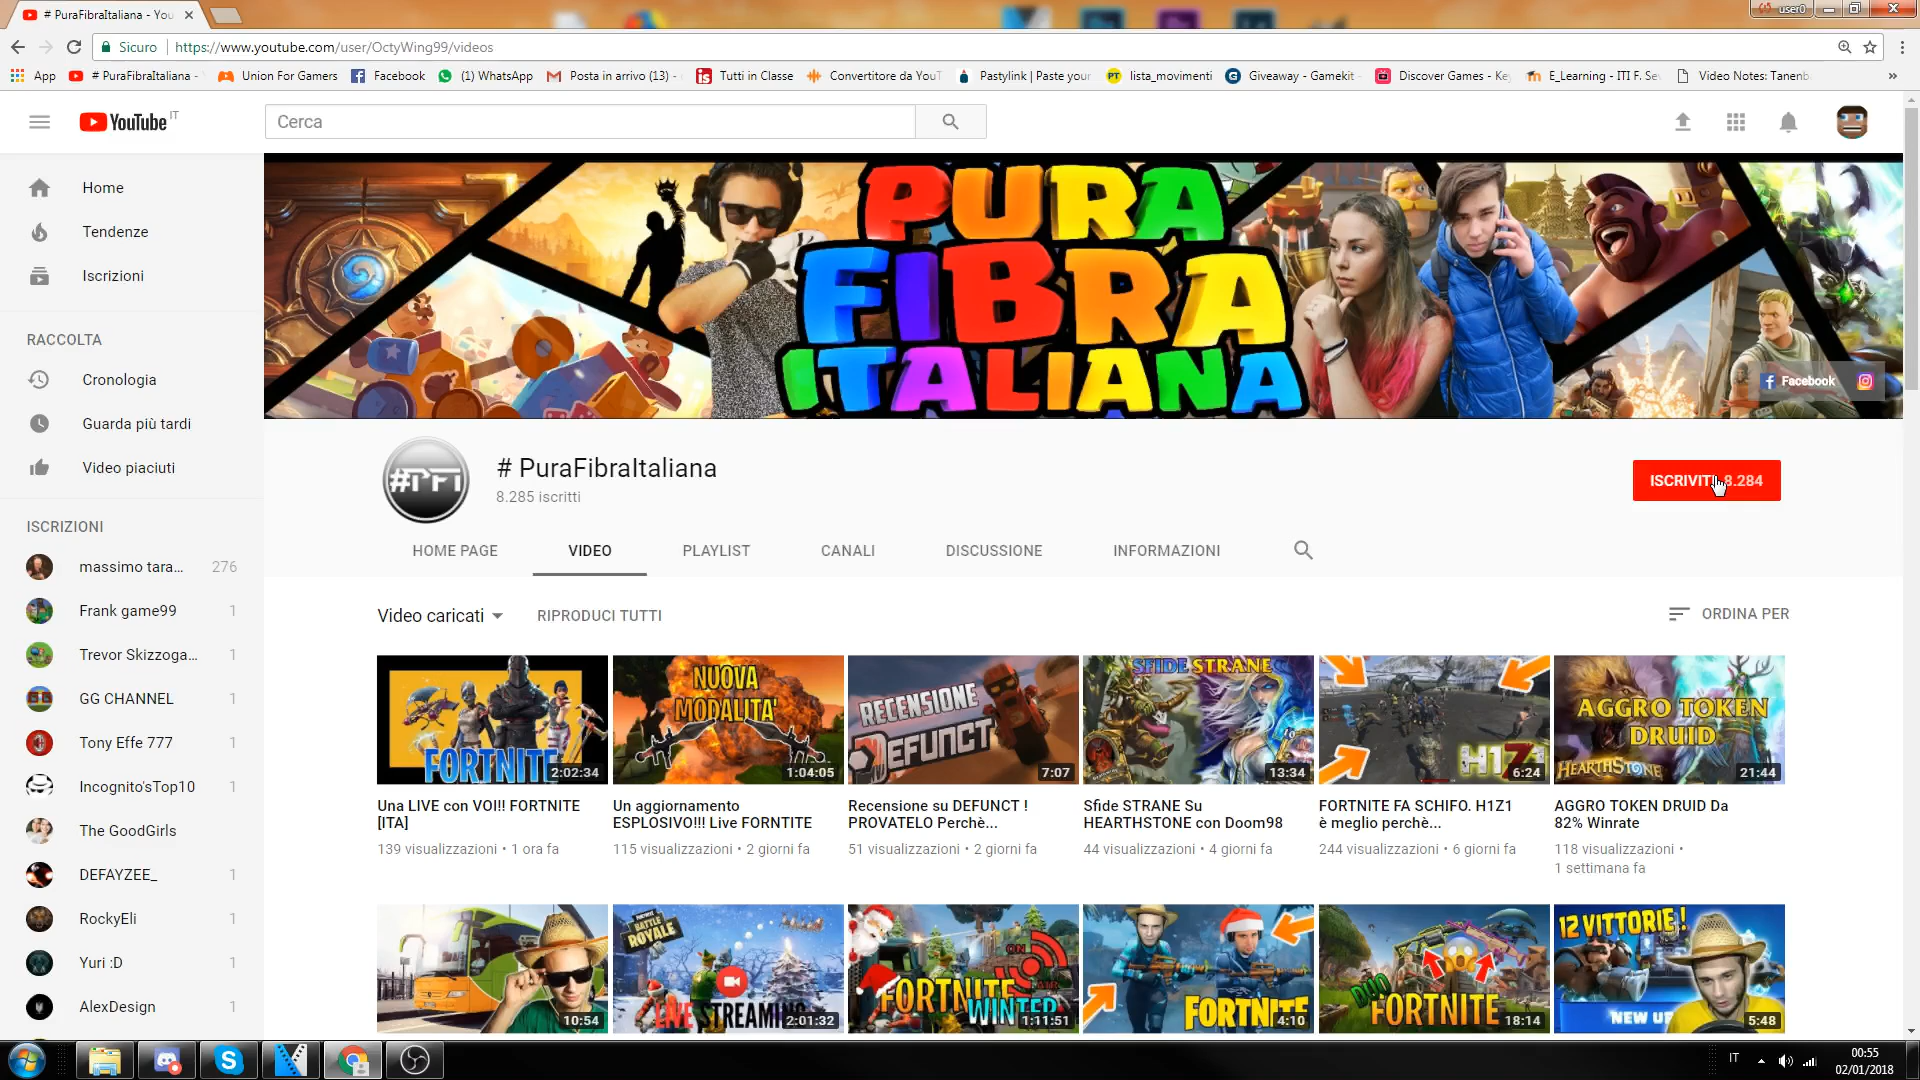 # PuraFibraItaliana - You
user0
Sicuro
https://www.youtube.com/user/OctyWing99/videos
App
# PuraFibraItaliana -
Union For Gamers
Facebook
(1) WhatsApp
Posta in arrivo (13) -
Tutti in Classe
Convertitore da YouT
Pastylink | Paste your
lista_movimenti
Giveaway - Gamekit
Discover Games - Ke
E_Learning - ITI F. Se
Video Notes: Tanenb
YouTube IT
Cerca
Home
Tendenze
Iscrizioni
RACCOLTA
Cronologia
Guarda più tardi
Video piaciuti
ISCRIZIONI
massimo tara... 276
Frank game99 1
Trevor Skizzoga... 1
GG CHANNEL 1
Tony Effe 777 1
Incognito'sTop10 1
The GoodGirls
DEFAYZEE_ 1
RockyEli 1
Yuri :D 1
AlexDesign 1
PURA
FIBRA
ITALIANA
Facebook
#PFI
# PuraFibraItaliana
8.285 iscritti
ISCRIVITI 8.284
HOME PAGE
VIDEO
PLAYLIST
CANALI
DISCUSSIONE
INFORMAZIONI
Video caricati
RIPRODUCI TUTTI
ORDINA PER
FORTNITE
2:02:34
Una LIVE con VOI!!! FORTNITE
[ITA]
139 visualizzazioni • 1 ora fa
NUOVA
MODALITA'
1:04:05
Un aggiornamento
ESPLOSIVO!!! Live FORNTITE
115 visualizzazioni • 2 giorni fa
RECENSIONE
DEFUNCT
7:07
Recensione su DEFUNCT !
PROVATELO Perchè...
51 visualizzazioni • 2 giorni fa
SFIDE STRANE
13:34
Sfide STRANE Su
HEARTHSTONE con Doom98
44 visualizzazioni • 4 giorni fa
H1Z1
6:24
FORTNITE FA SCHIFO. H1Z1
è meglio perchè...
244 visualizzazioni • 6 giorni fa
AGGRO TOKEN
DRUID
HEARTHSTONE
21:44
AGGRO TOKEN DRUID Da
82% Winrate
118 visualizzazioni •
1 settimana fa
10:54
BATTLE
ROYALE
LIVE STREAMING
2:01:32
ON
AIR
FORTNITE
WINTER
1:11:51
FORTNITE
4:10
DUO
FORTNITE
18:14
12 VITTORIE!
NEW UP
5:48
IT
00:55
02/01/2018